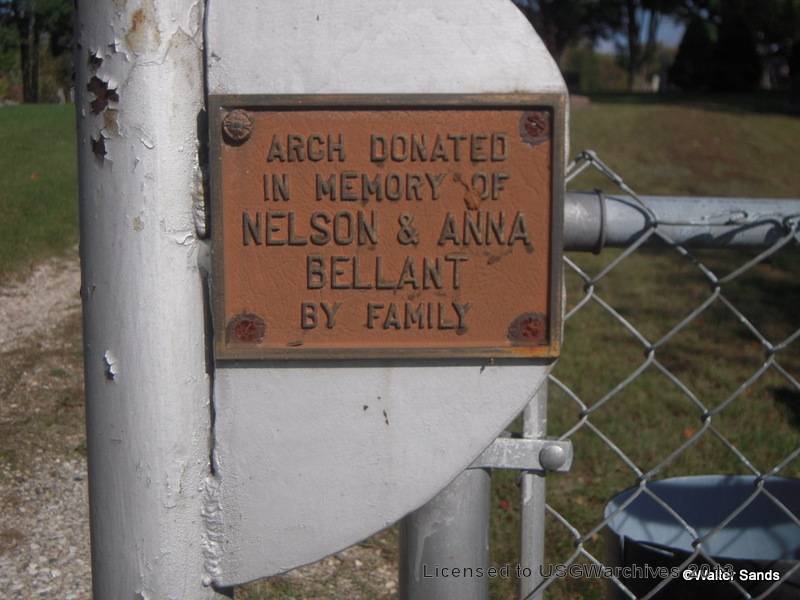 ARCH DONATED
IN MEMORY OF
NELSON & ANNA
BELLANT
BY FAMILY
Licensed to USGWarchives 2013
©Walter Sands